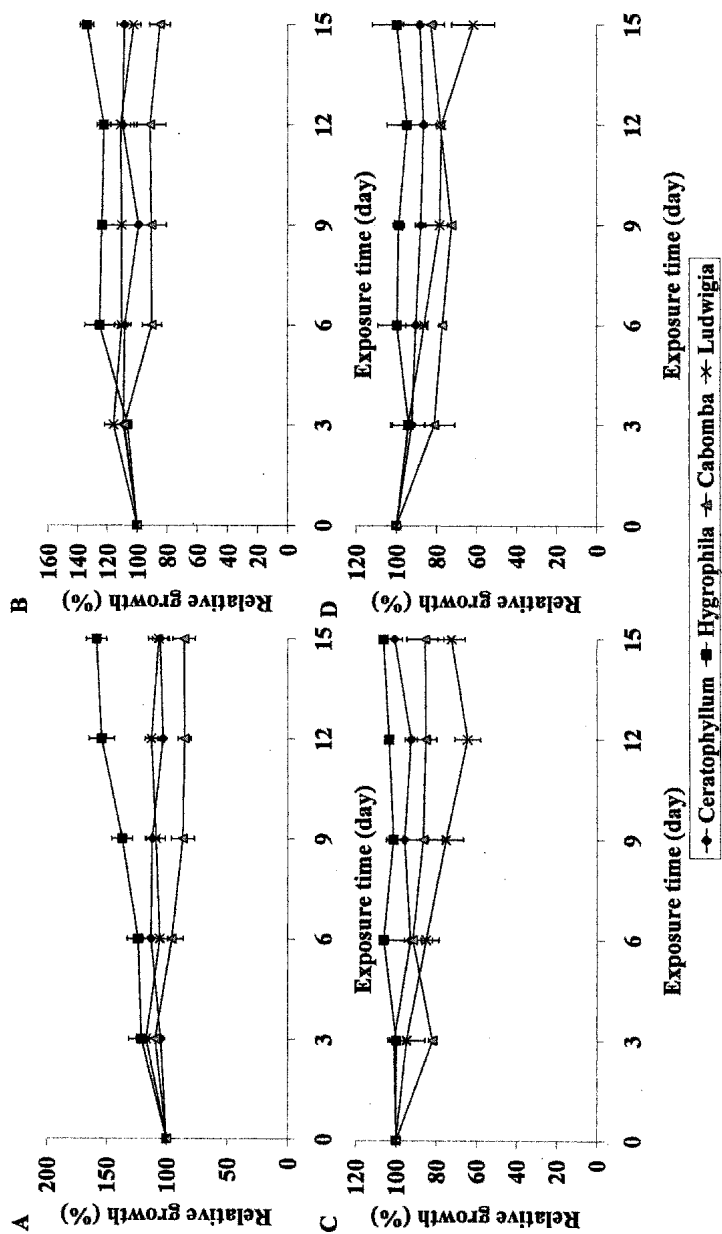 A
Relative growth (%)
200
150
100
50
0
0 3 6 9 12 15
Exposure time (day)
B
Relative growth (%)
160
140
120
100
80
60
40
20
0
0 3 6 9 12 15
Exposure time (day)
C
Relative growth (%)
120
100
80
60
40
20
0
0 3 6 9 12 15
Exposure time (day)
D
Relative growth (%)
120
100
80
60
40
20
0
0 3 6 9 12 15
Exposure time (day)
Ceratophyllum Hygrophila Cabomba Ludwigia